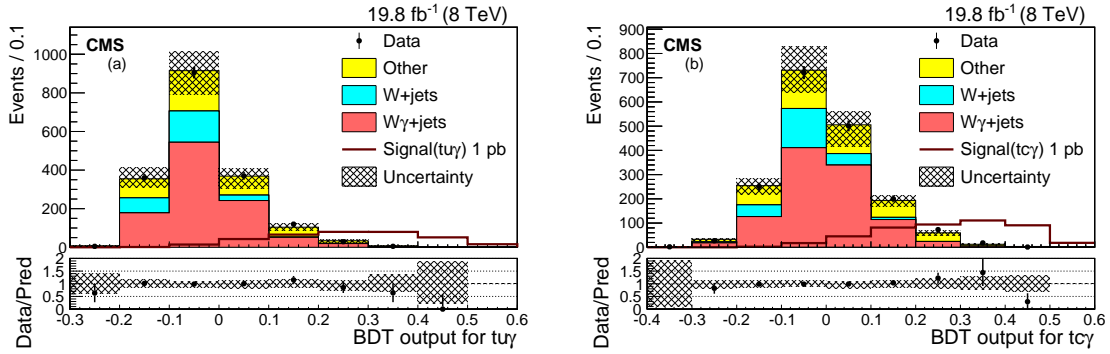 19.8 fb⁻¹ (8 TeV)
Events / 0.1
1000
800
600
400
200
0
CMS
(a)
Data
Other
W+jets
Wγ+jets
Signal(tuγ) 1 pb
Uncertainty
Data/Pred
2
1.5
1
0.5
0
-0.3 -0.2 -0.1 0 0.1 0.2 0.3 0.4 0.5 0.6
BDT output for tuγ
19.8 fb⁻¹ (8 TeV)
Events / 0.1
900
800
700
600
500
400
300
200
100
0
CMS
(b)
Data
Other
W+jets
Wγ+jets
Signal(tcγ) 1 pb
Uncertainty
Data/Pred
2
1.5
1
0.5
0
-0.4 -0.3 -0.2 -0.1 0 0.1 0.2 0.3 0.4 0.5 0.6
BDT output for tcγ